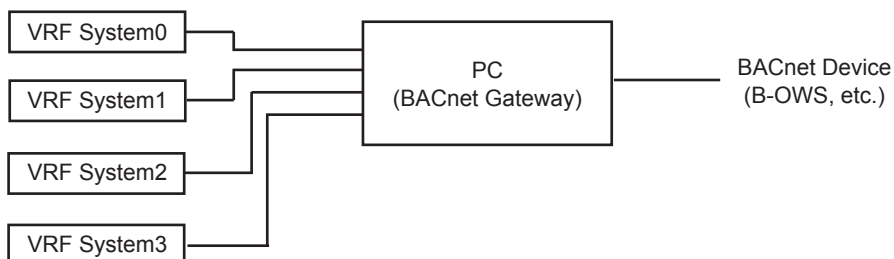 VRF System0
VRF System1
VRF System2
VRF System3
PC
(BACnet Gateway)
BACnet Device
(B-OWS, etc.)